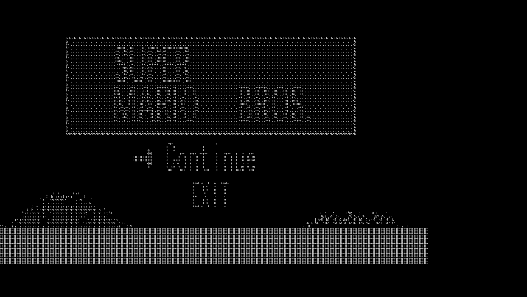 SUPER
MARIO BROS.
Continue
EXIT